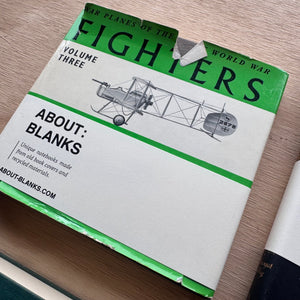 WAR PLANES OF THE
WORLD WAR
FIGHTERS
VOLUME
THREE
ABOUT:
BLANKS
Unique notebooks made
from old book covers and
recycled materials.
ABOUT-BLANKS.COM